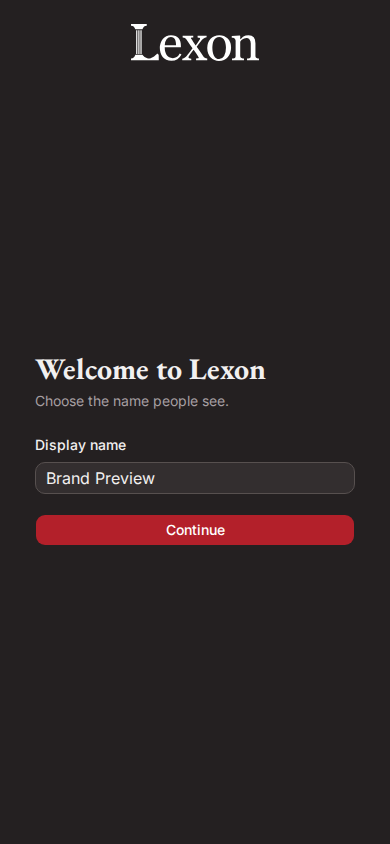 Lexon
Welcome to Lexon
Choose the name people see.
Display name
Brand Preview
Continue